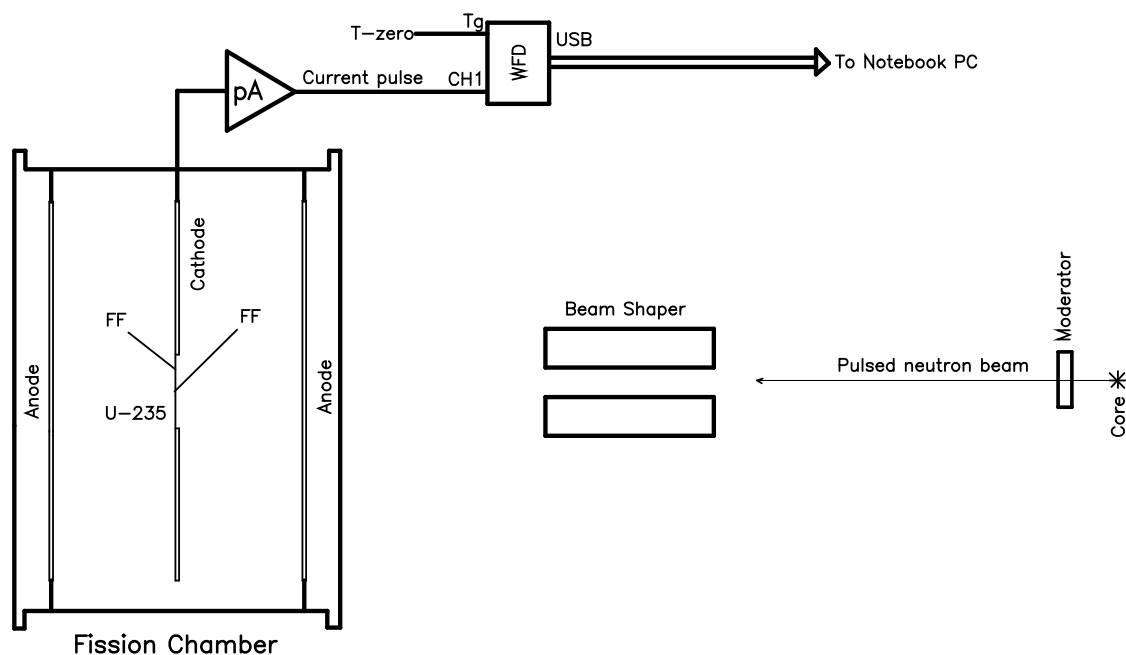 Tg
T-zero
USB
WFD
To Notebook PC
Current pulse
CH1
pA
Cathode
Moderator
Beam Shaper
FF
FF
Pulsed neutron beam
Anode
Anode
U-235
Core
Fission Chamber